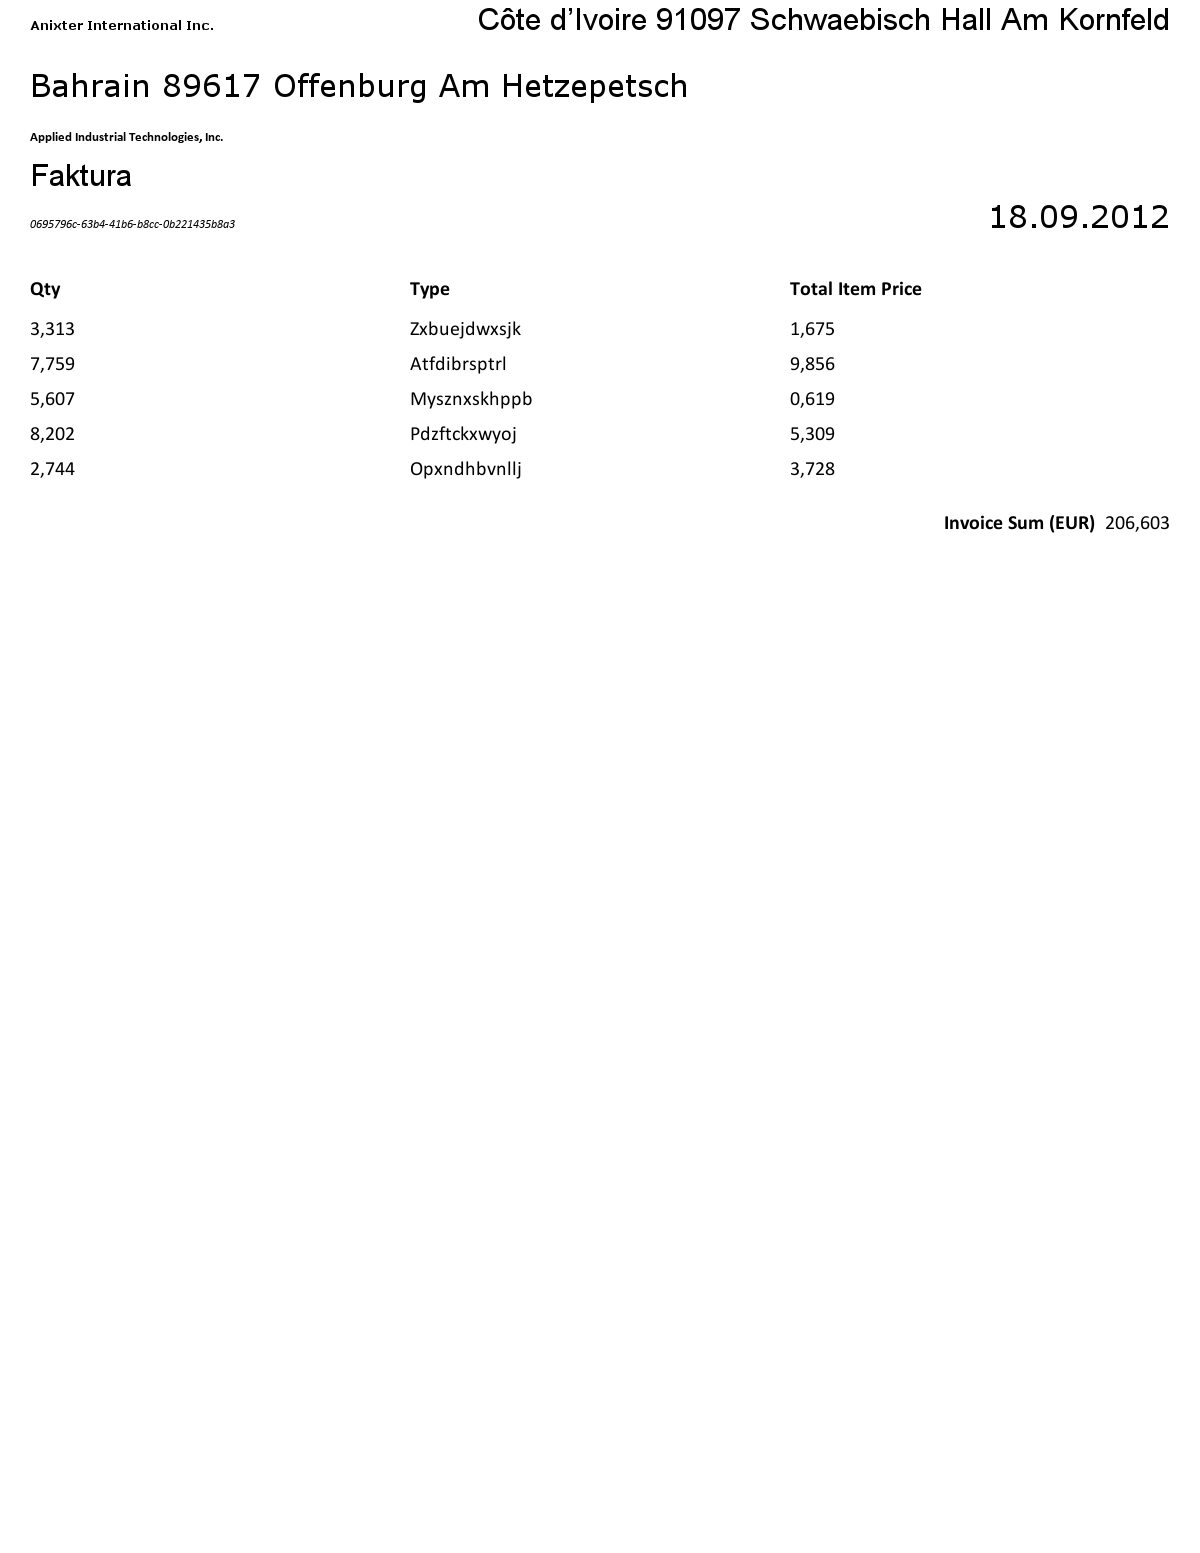 Anixter International Inc. Côte d’Ivoire 91097 Schwaebisch Hall Am Kornfeld
Bahrain 89617 Offenburg Am Hetzepetsch
Applied Industrial Technologies, Inc.
Faktura
0695796c-63b4-41b6-b8cc-0b221435b8a3 18.09.2012
Qty Type Total Item Price
3,313 Zxbuejdwxsjk 1,675
7,759 Atfdibrsptrl 9,856
5,607 Mysznxskhppb 0,619
8,202 Pdzftckxwyoj 5,309
2,744 Opxndhbvnllj 3,728
Invoice Sum (EUR) 206,603